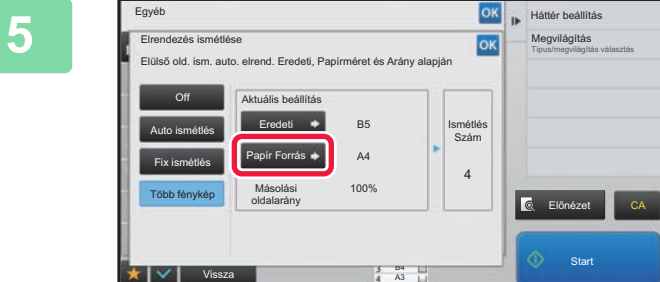 5
Egyéb
OK
Elrendezés ismétlése
OK
Elülső old. ism. auto. elrend. Eredeti, Papírméret és Arány alapján
Off
Auto ismétlés
Fix ismétlés
Több fénykép
Aktuális beállítás
Eredeti
B5
Papír Forrás
A4
Másolási
oldalarány
100%
Ismétlés
Szám
4
Háttér beállítás
Megvilágítás
Típus/megvilágítás választás
Előnézet
CA
Start
Vissza
3 B4
4 A3